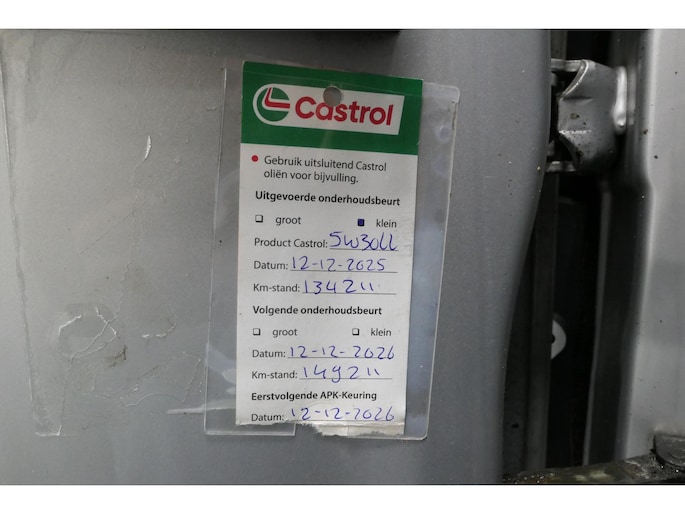 Castrol
Gebruik uitsluitend Castrol
oliën voor bijvulling.
Uitgevoerde onderhoudsbeurt
groot klein
Product Castrol: 5W30LL
Datum: 12-12-2025
Km-stand: 134211
Volgende onderhoudsbeurt
groot klein
Datum: 12-12-2026
Km-stand: 149211
Eerstvolgende APK-Keuring
Datum: 12-12-2026